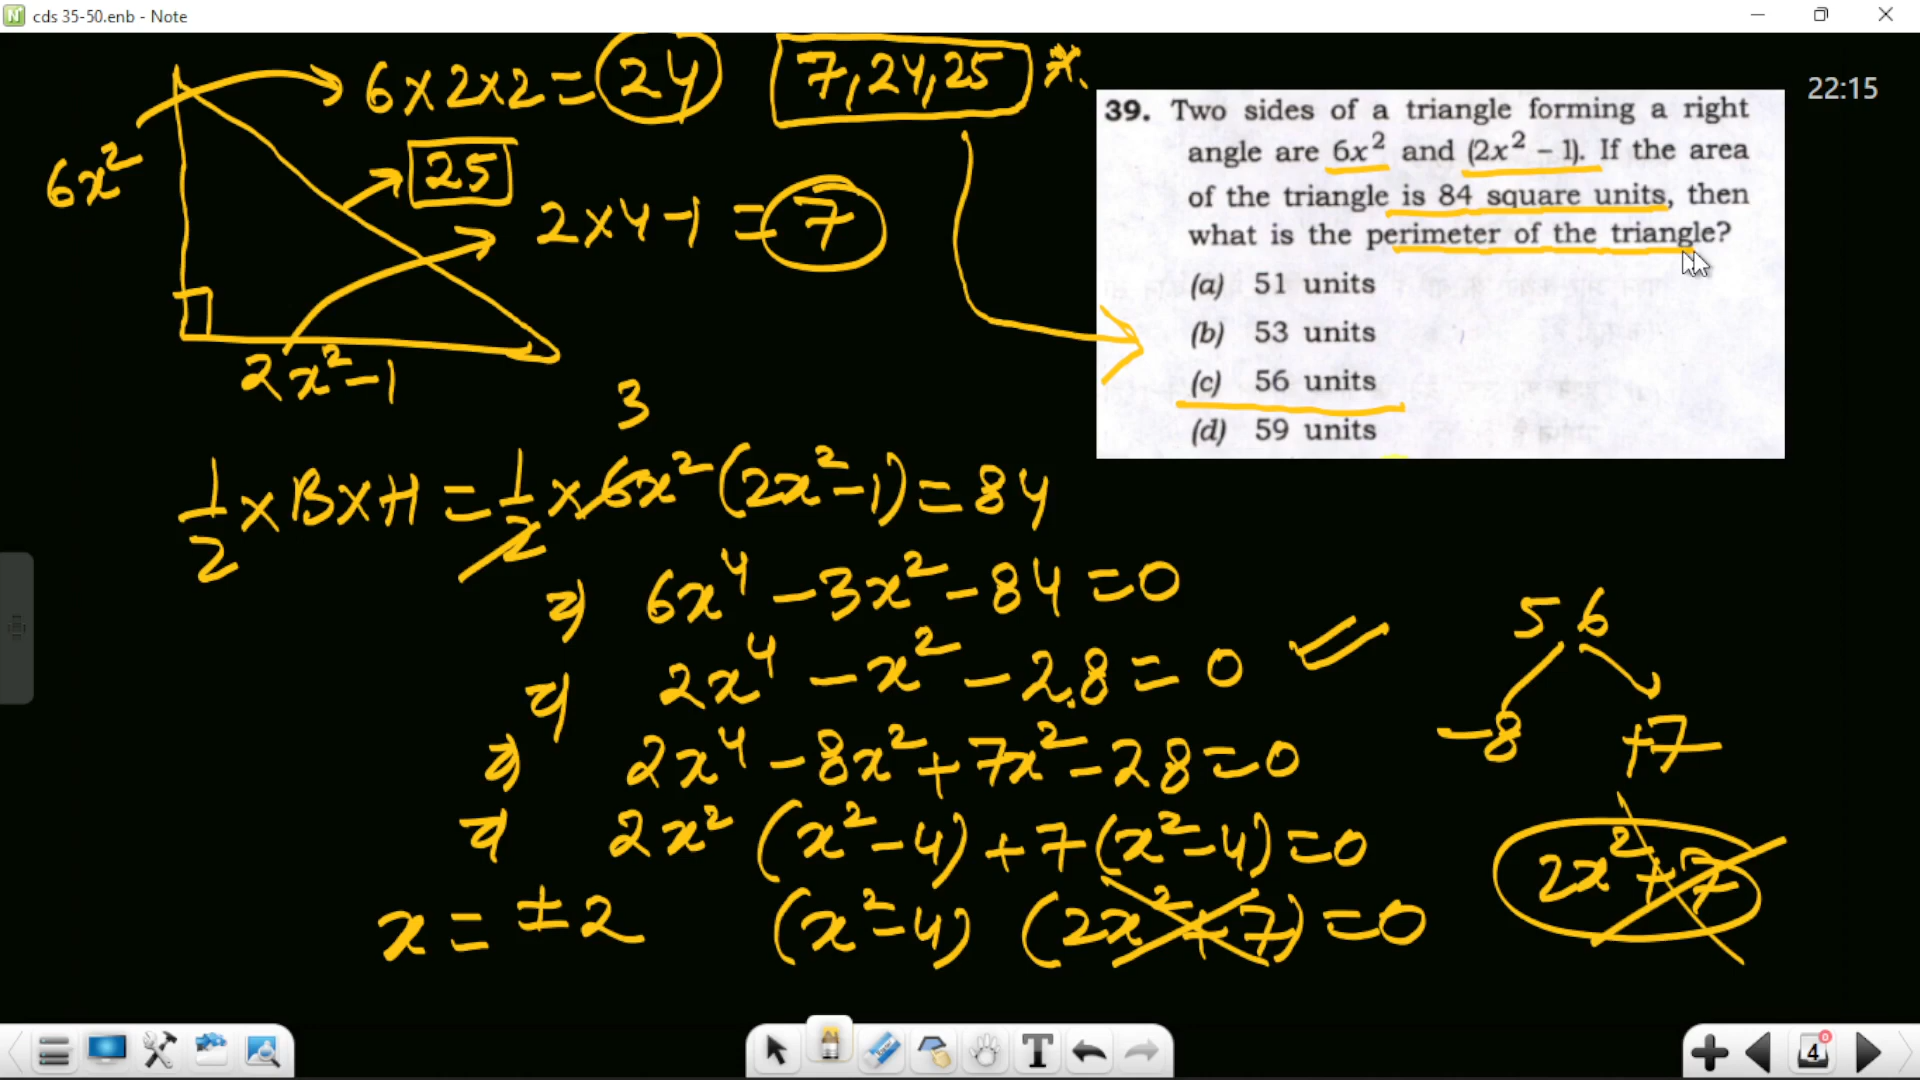 cds 35-50.enb - Note
6x2x2=24
7,24,25 *
22:15
39. Two sides of a triangle forming a right
angle are 6x² and (2x² – 1). If the area
of the triangle is 84 square units, then
what is the perimeter of the triangle?
(a) 51 units
(b) 53 units
(c) 56 units
(d) 59 units
6x²
25
2x4-1 = 7
2x²-1
3
1/2 x B x H = 1/2 x 6x² (2x²-1) = 84
⇒ 6x⁴ - 3x² - 84 = 0
⇒ 2x⁴ - x² - 28 = 0
⇒ 2x⁴ - 8x² + 7x² - 28 = 0
⇒ 2x² (x²-4) + 7(x²-4) = 0
x = ±2 (x²-4) (2x²+7) = 0
56
-8 +7
2x²+7
T
4
0